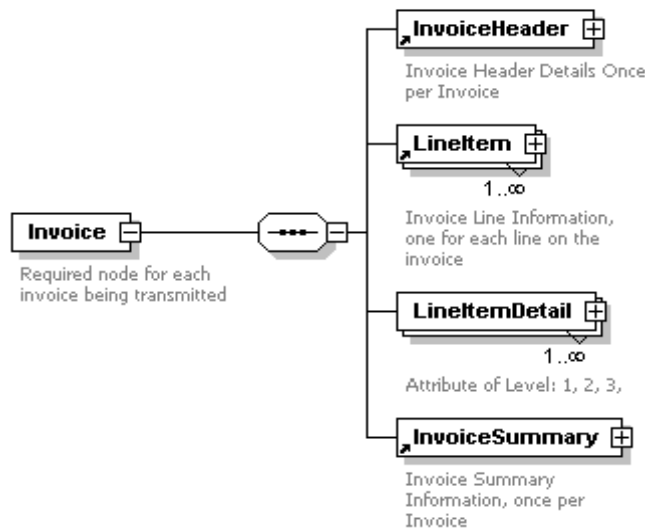 InvoiceHeader
Invoice Header Details Once
per Invoice
LineItem
1..∞
Invoice Line Information,
one for each line on the
invoice
Invoice
Required node for each
invoice being transmitted
LineItemDetail
1..∞
Attribute of Level: 1, 2, 3,
InvoiceSummary
Invoice Summary
Information, once per
Invoice